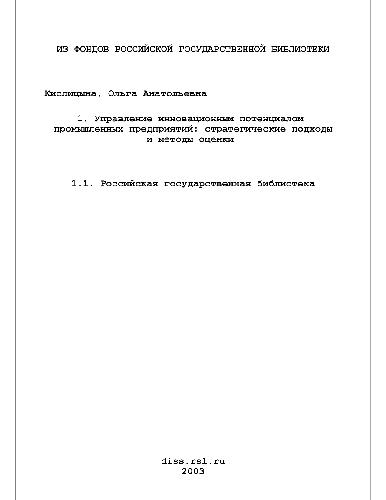 ИЗ ФОНДОВ РОССИЙСКОЙ ГОСУДАРСТВЕННОЙ БИБЛИОТЕКИ
Кислицына, Ольга Анатольевна
1. Управление инновационным потенциалом
промышленных предприятий: стратегические подходы
и методы оценки
1.1. Российская государственная библиотека
diss.rsl.ru
2003